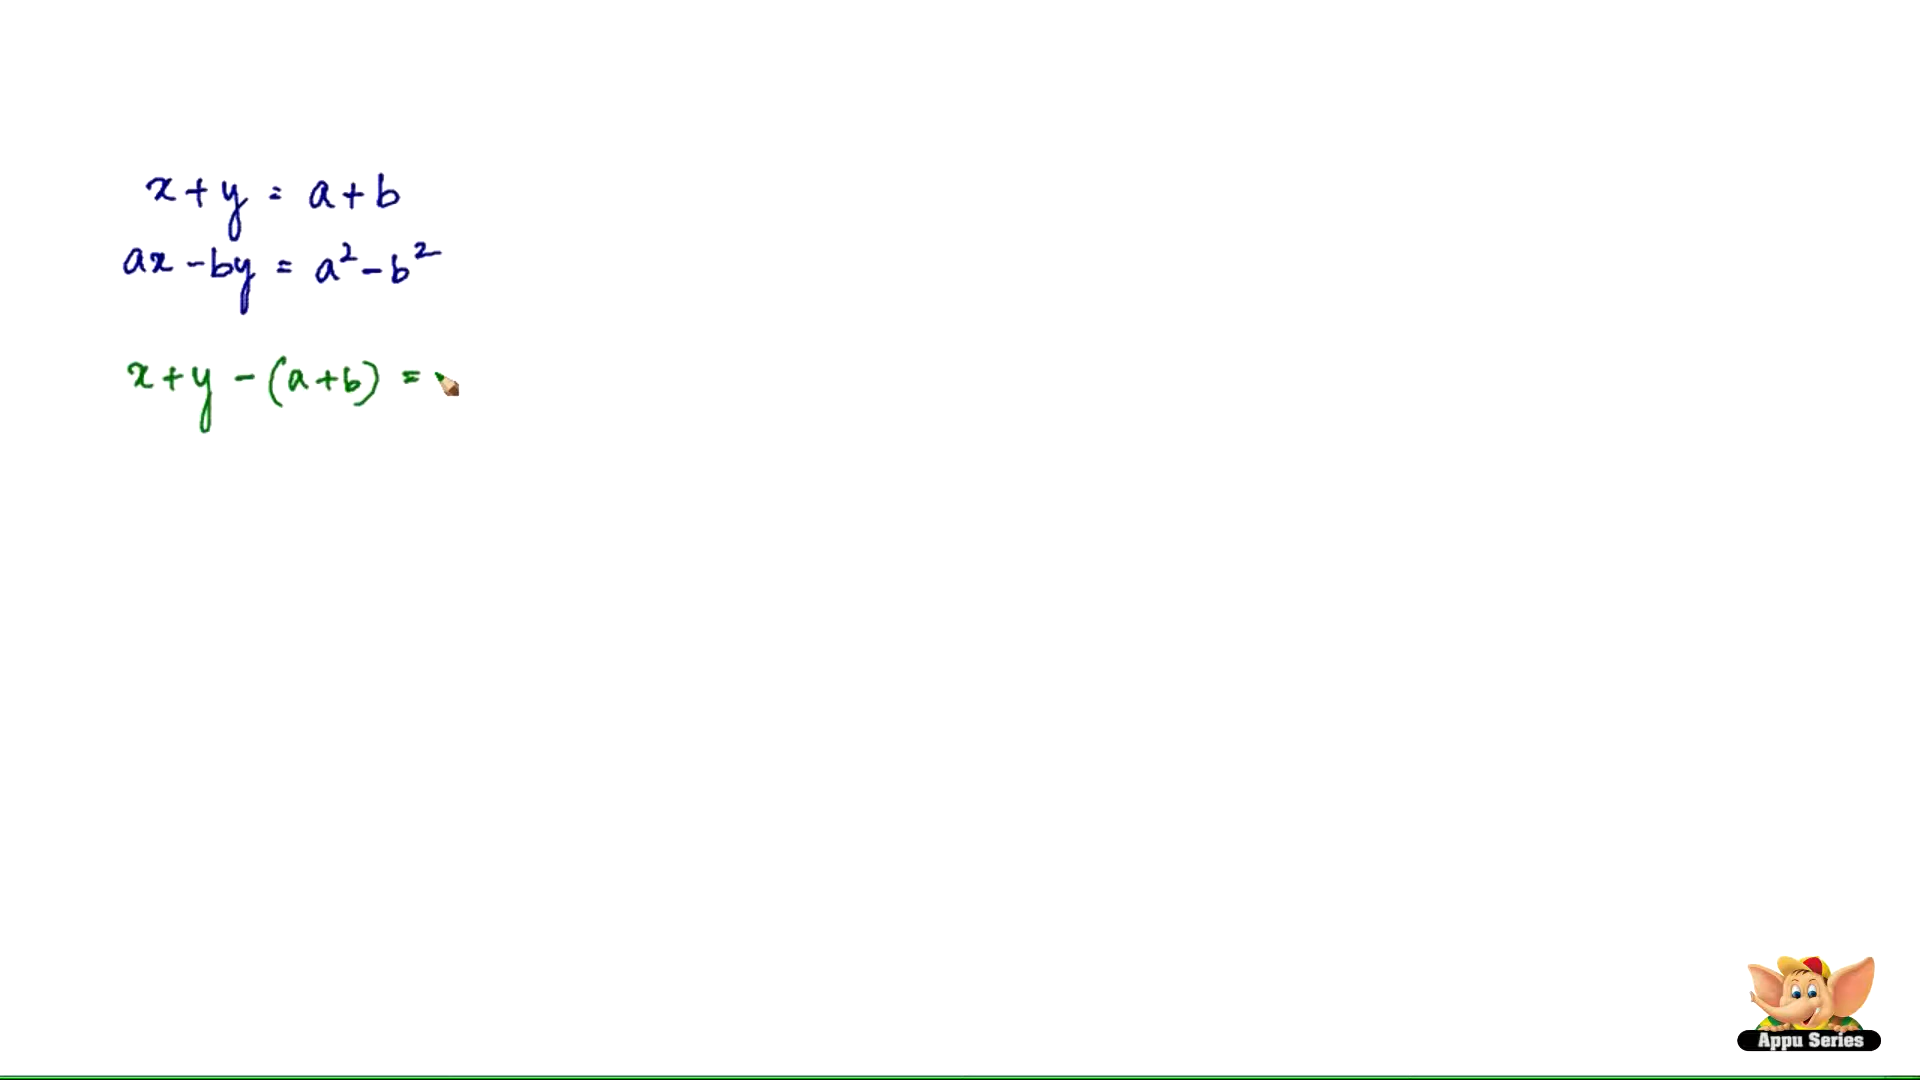 x + y = a + b
ax - by = a² - b²
x + y - (a + b) =
Appu Series